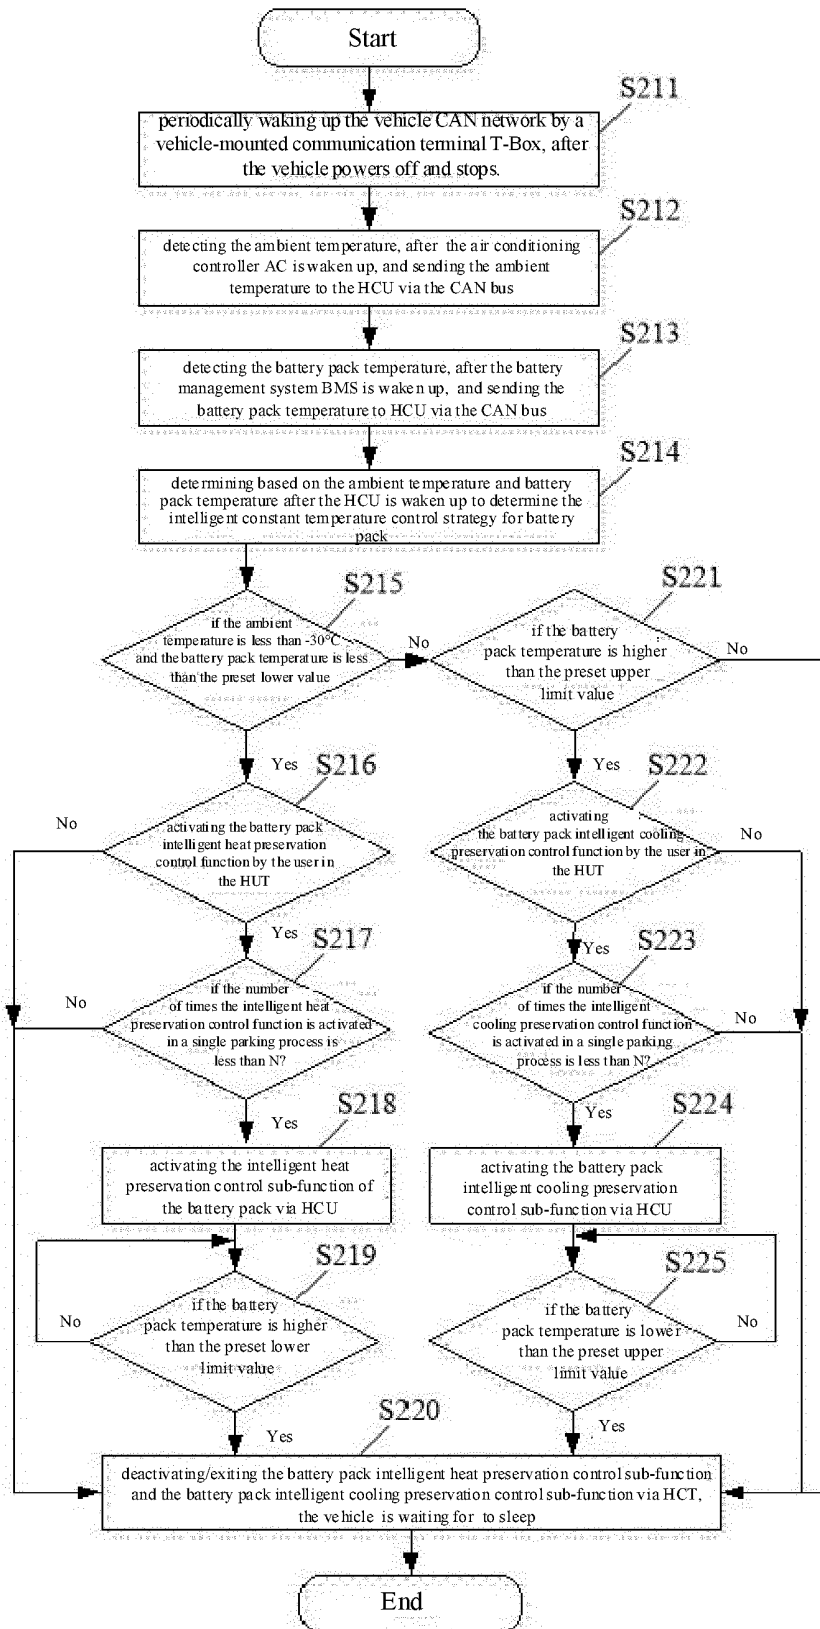 Start
S211
periodically waking up the vehicle CAN network by a
vehicle-mounted communication terminal T-Box, after
the vehicle powers off and stops.
S212
detecting the ambient temperature, after the air conditioning
controller AC is waken up, and sending the ambient
temperature to the HCU via the CAN bus
S213
detecting the battery pack temperature, after the battery
management system BMS is waken up, and sending the
battery pack temperature to HCU via the CAN bus
S214
determining based on the ambient temperature and battery
pack temperature after the HCU is waken up to determine the
intelligent constant temperature control strategy for battery
pack
S215
if the ambient
temperature is less than -30°C
and the battery pack temperature is less
than the preset lower value
No
S221
if the battery
pack temperature is higher
than the preset upper
limit value
No
Yes
S216
No
activating the battery pack
intelligent heat preservation
control function by the user in
the HUT
Yes
S222
activating
the battery pack intelligent cooling
preservation control function by the user in
the HUT
No
Yes
S217
No
if the number
of times the intelligent heat
preservation control function is activated
in a single parking process is
less than N?
Yes
S223
if the number
of times the intelligent
cooling preservation control function
is activated in a single parking
process is less than N?
No
Yes
S218
activating the intelligent heat
preservation control sub-function of
the battery pack via HCU
Yes
S224
activating the battery pack
intelligent cooling preservation
control sub-function via HCU
S219
if the battery
pack temperature is higher
than the preset lower
limit value
No
S225
if the battery
pack temperature is lower
than the preset upper
limit value
No
Yes
S220
Yes
deactivating/exiting the battery pack intelligent heat preservation control sub-function
and the battery pack intelligent cooling preservation control sub-function via HCT,
the vehicle is waiting for to sleep
End